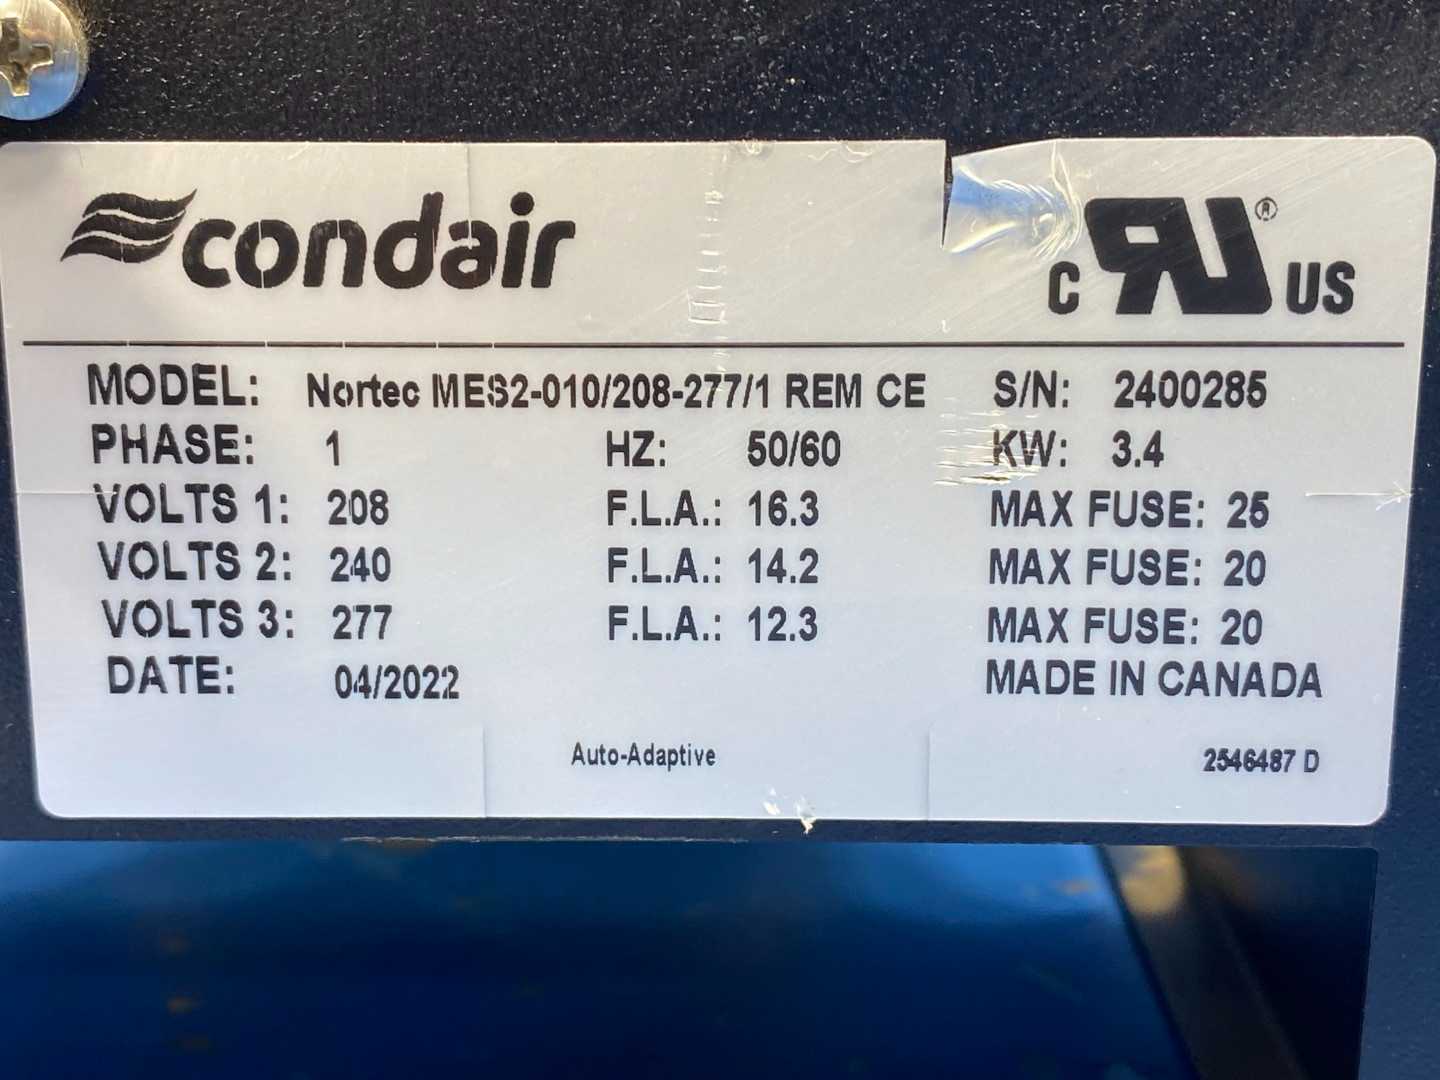 condair
C RU ® US
MODEL: Nortec MES2-010/208-277/1 REM CE S/N: 2400285
PHASE: 1 HZ: 50/60 KW: 3.4
VOLTS 1: 208 F.L.A.: 16.3 MAX FUSE: 25
VOLTS 2: 240 F.L.A.: 14.2 MAX FUSE: 20
VOLTS 3: 277 F.L.A.: 12.3 MAX FUSE: 20
DATE: 04/2022 MADE IN CANADA
Auto-Adaptive 2546487 D